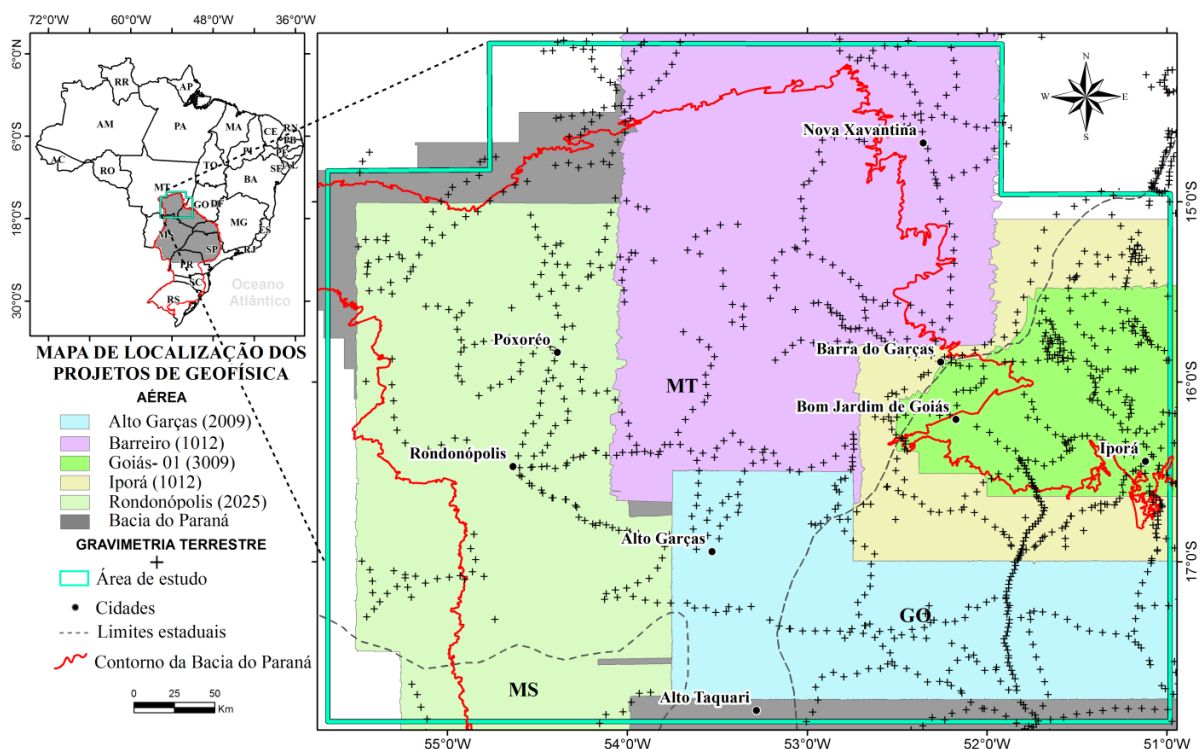 72°0'W 60°0'W 48°0'W 36°0'W
6°0'N
6°0'S
18°0'S
30°0'S
RR
AP
AM
PA
MA
CE
RN
PB
PI
PE
AC
TO
SE
AL
RO
BA
MT
GO
DF
MG
MS
ES
SP
RJ
PR
SC
RS
Oceano
Atlântico
MAPA DE LOCALIZAÇÃO DOS
PROJETOS DE GEOFÍSICA
AÉREA
Alto Garças (2009)
Barreiro (1012)
Goiás- 01 (3009)
Iporá (1012)
Rondonópolis (2025)
Bacia do Paraná
GRAVIMETRIA TERRESTRE
Área de estudo
Cidades
Limites estaduais
Contorno da Bacia do Paraná
0 25 50
Km
N
W E
S
Nova Xavantina
15°0'S
Poxoréo
Barra do Garças
MT
16°0'S
Bom Jardim de Goiás
Rondonópolis
Iporá
Alto Garças
17°0'S
GO
MS
Alto Taquari
55°0'W 54°0'W 53°0'W 52°0'W 51°0'W